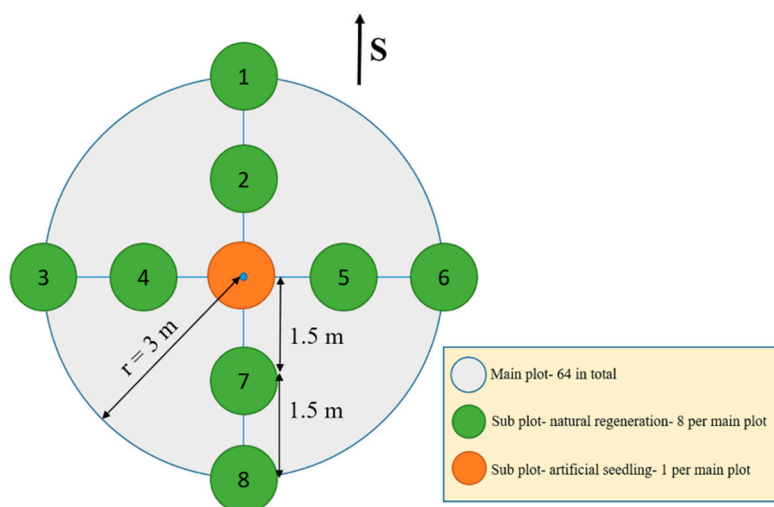 S
1
2
3
4
5
6
r = 3 m
1.5 m
7
1.5 m
8
Main plot- 64 in total
Sub plot- natural regeneration- 8 per main plot
Sub plot- artificial seedling- 1 per main plot